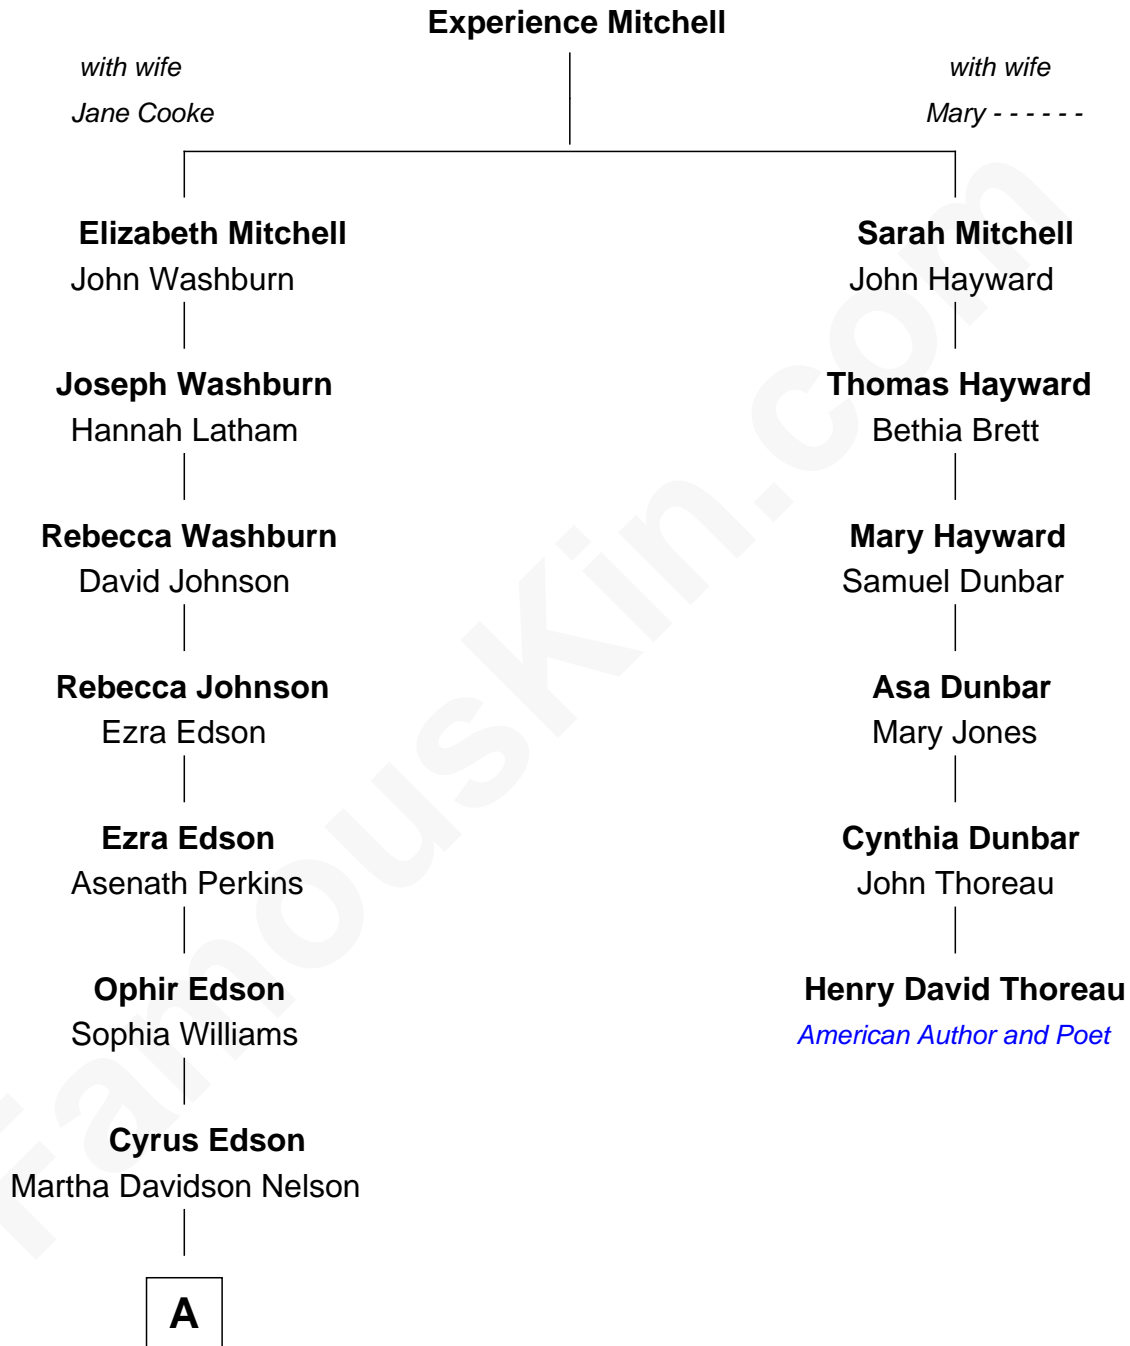 Experience Mitchell
with wife
Jane Cooke
with wife
Mary - - - - - -
Elizabeth Mitchell
John Washburn
Sarah Mitchell
John Hayward
Joseph Washburn
Hannah Latham
Thomas Hayward
Bethia Brett
Rebecca Washburn
David Johnson
Mary Hayward
Samuel Dunbar
Rebecca Johnson
Ezra Edson
Asa Dunbar
Mary Jones
Ezra Edson
Asenath Perkins
Cynthia Dunbar
John Thoreau
Ophir Edson
Sophia Williams
Henry David Thoreau
American Author and Poet
Cyrus Edson
Martha Davidson Nelson
A
FamousKin.com